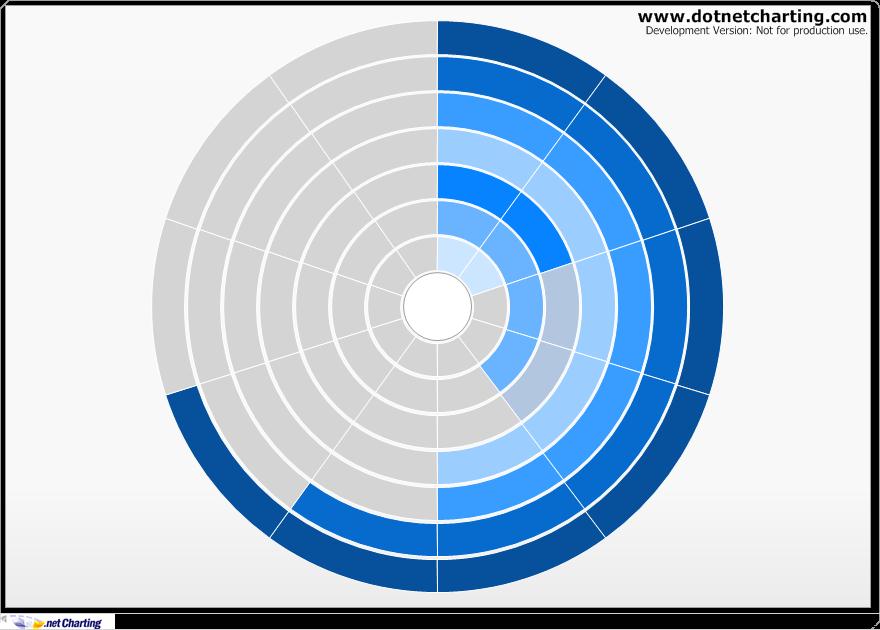 www.dotnetcharting.com
Development Version: Not for production use.
.net Charting